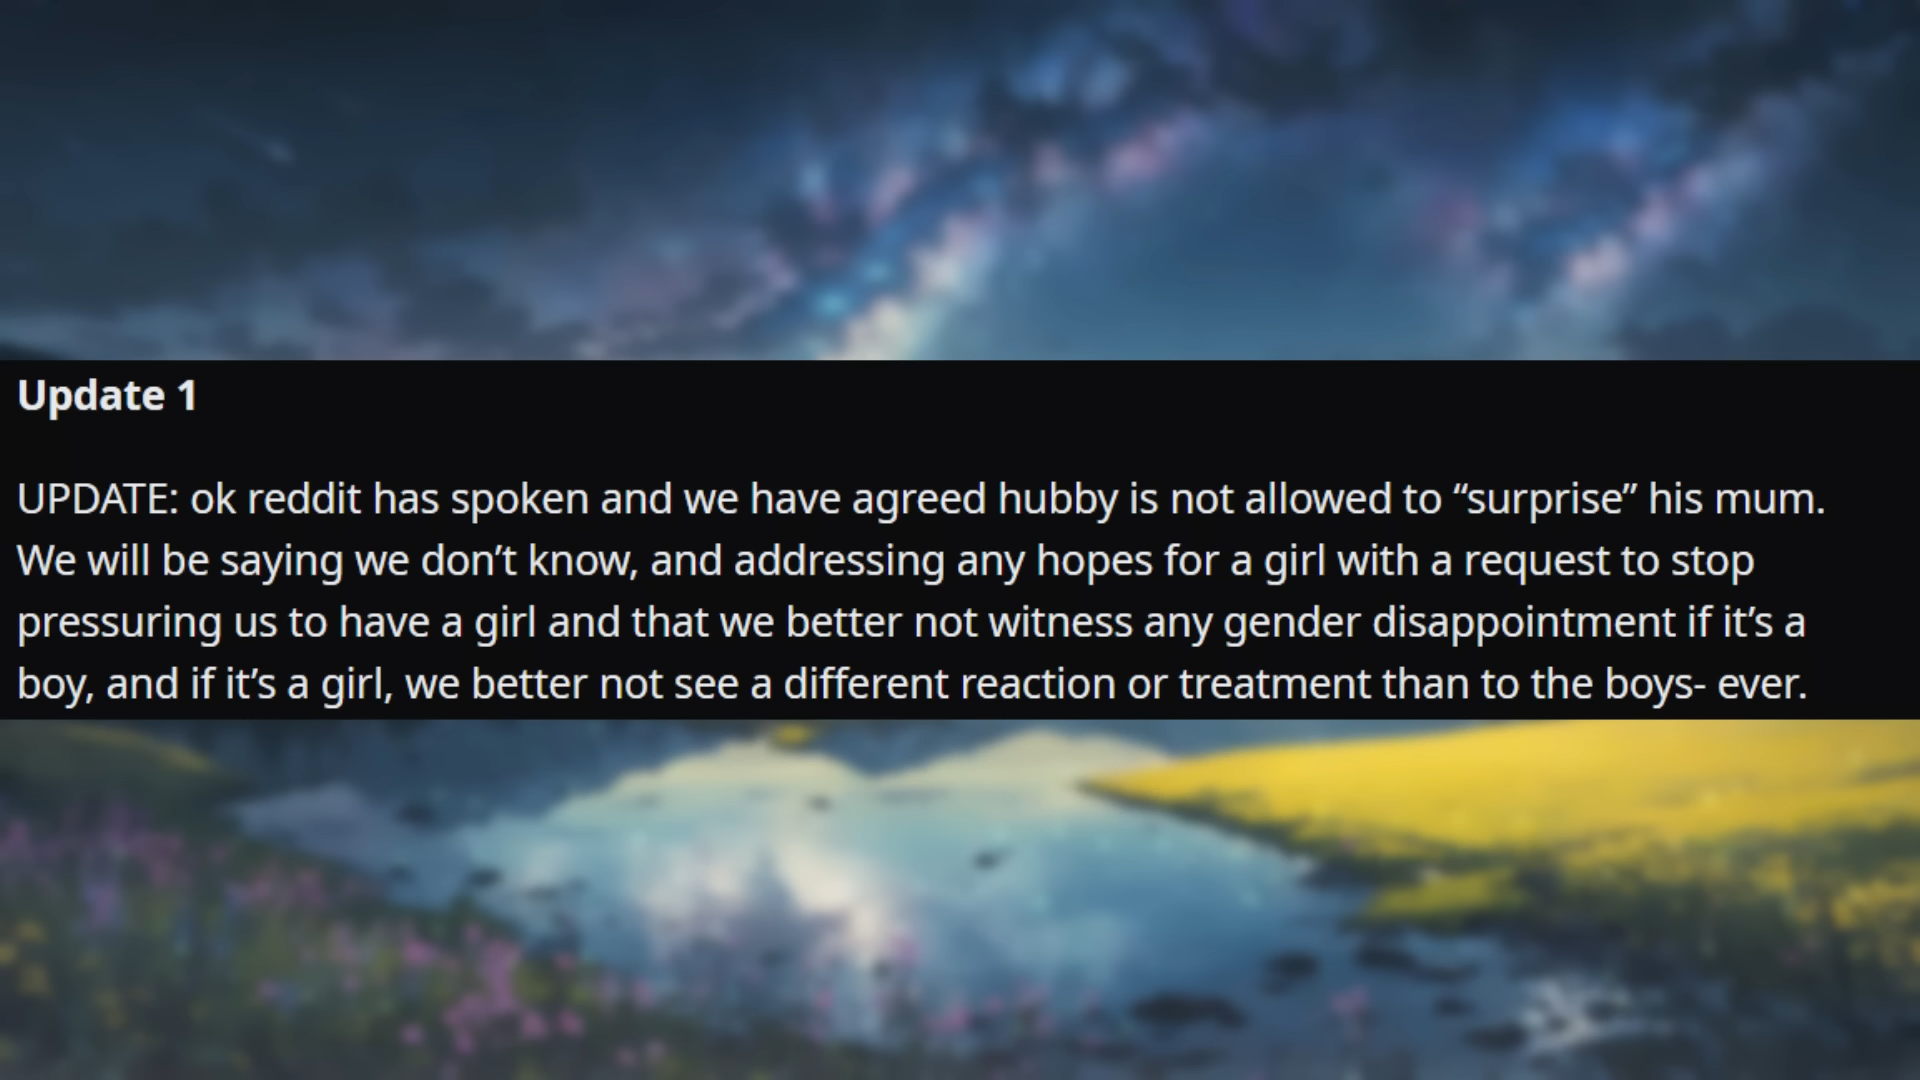 Update 1
UPDATE: ok reddit has spoken and we have agreed hubby is not allowed to “surprise” his mum.
We will be saying we don’t know, and addressing any hopes for a girl with a request to stop
pressuring us to have a girl and that we better not witness any gender disappointment if it’s a
boy, and if it’s a girl, we better not see a different reaction or treatment than to the boys- ever.